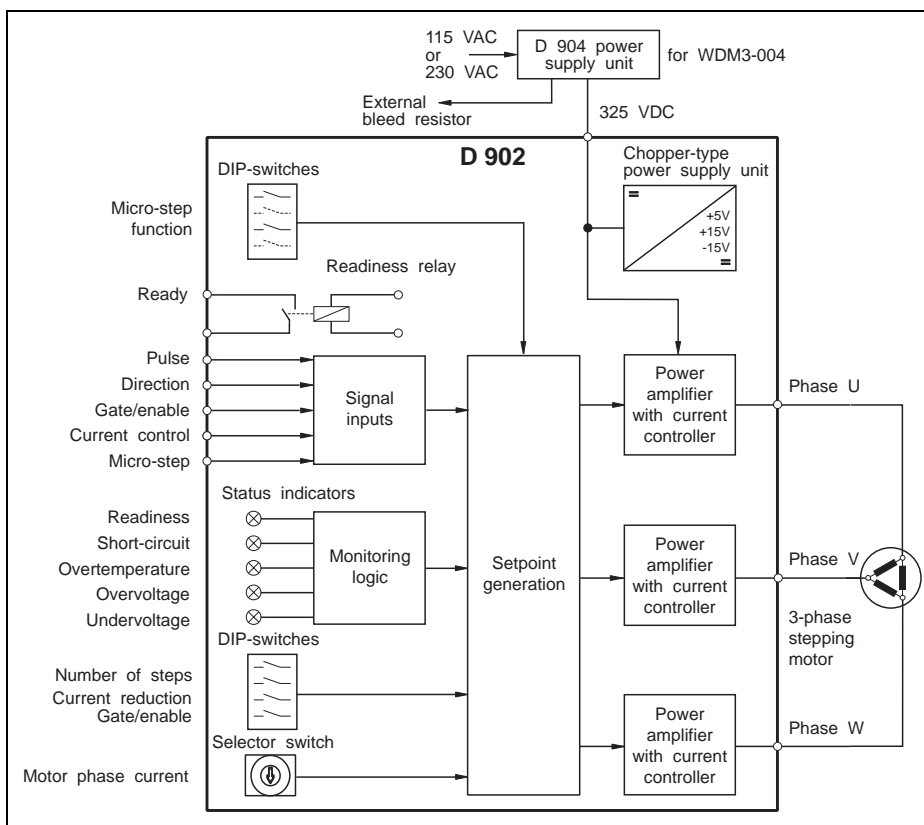 115 VAC
or
230 VAC
D 904 power
supply unit
for WDM3-004
External
bleed resistor
325 VDC
D 902
DIP-switches
Chopper-type
power supply unit
=
+5V
+15V
-15V
=
Micro-step
function
Readiness relay
Ready
Pulse
Direction
Gate/enable
Current control
Micro-step
Signal
inputs
Power
amplifier
with current
controller
Phase U
Status indicators
Readiness
Short-circuit
Overtemperature
Overvoltage
Undervoltage
Monitoring
logic
Setpoint
generation
Power
amplifier
with current
controller
Phase V
3-phase
stepping
motor
DIP-switches
Number of steps
Current reduction
Gate/enable
Selector switch
Motor phase current
Power
amplifier
with current
controller
Phase W